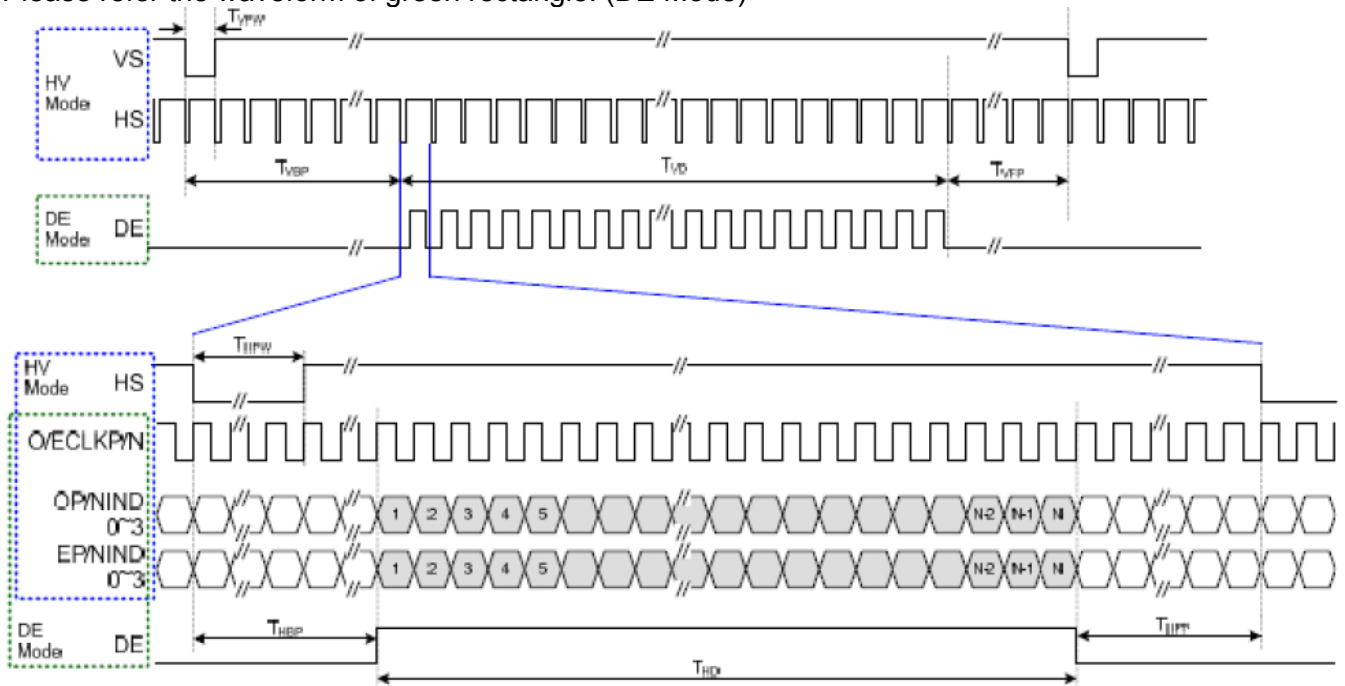 Please refer the waveform of green rectangle. (DE Mode)
TVPW
VS
HV
Mode
HS
TVBP
TVD
TVFP
DE
Mode
DE
THPW
HV
Mode
HS
O/ECLKP/N
OP/NIND
0~3
1 2 3 4 5 N-2 N-1 N
EP/NIND
0~3
1 2 3 4 5 N-2 N-1 N
THBP
THFP
DE
Mode
DE
THD